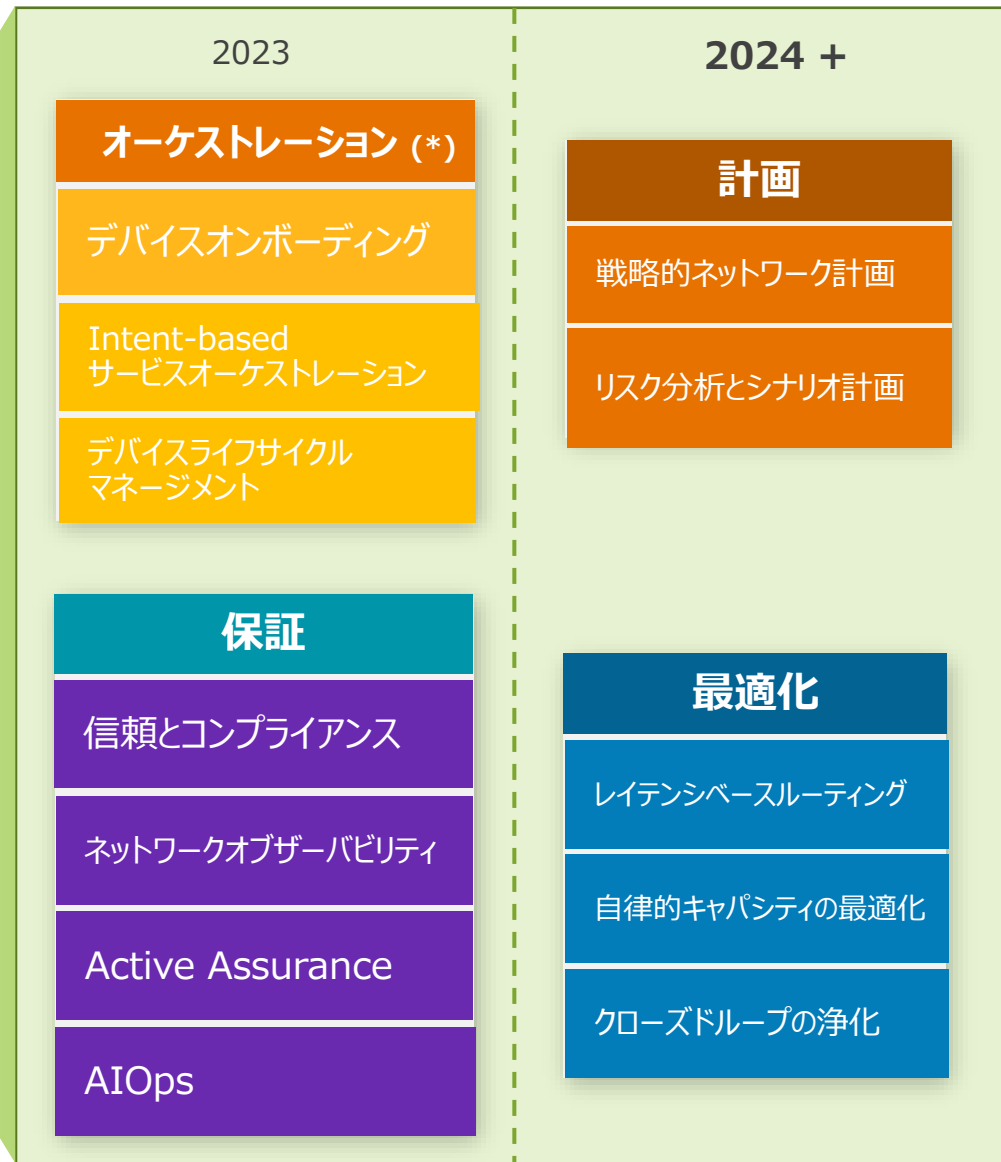 2023
オーケストレーション (*)
デバイスオンボーディング
Intent-based
サービスオーケストレーション
デバイスライフサイクル
マネージメント
保証
信頼とコンプライアンス
ネットワークオブザーバビリティ
Active Assurance
AIOps
2024 +
計画
戦略的ネットワーク計画
リスク分析とシナリオ計画
最適化
レイテンシベースルーティング
自律的キャパシティの最適化
クローズドループの浄化